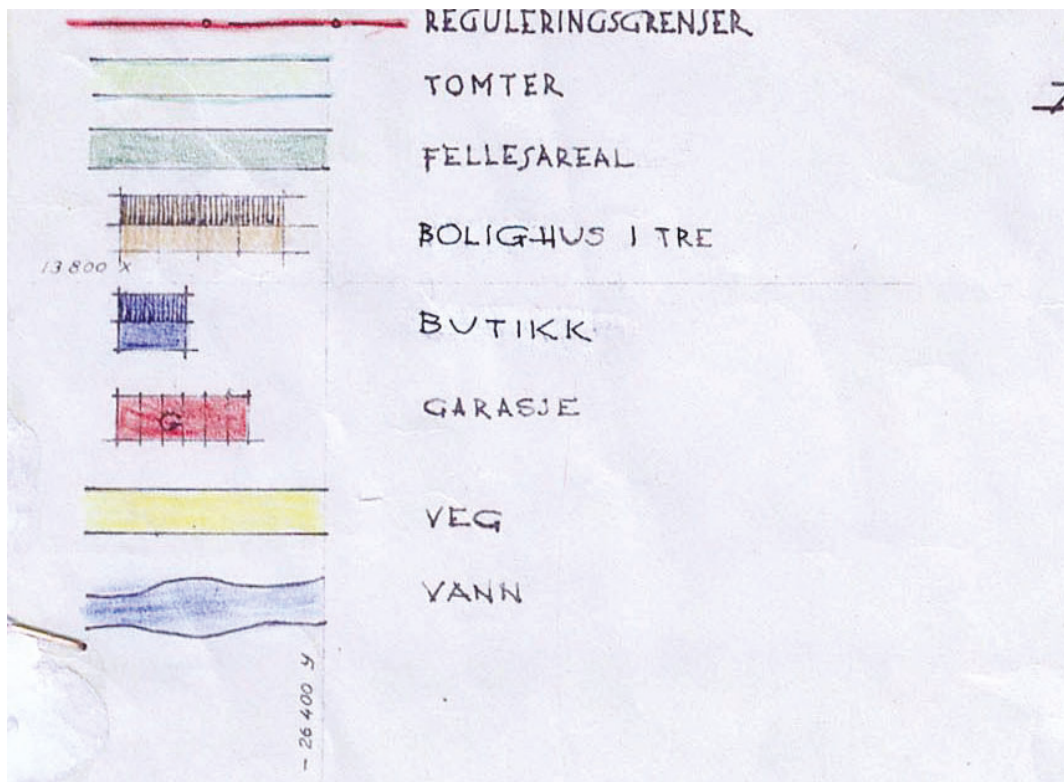 REGULERINGSGRENSER
TOMTER
FELLESAREAL
BOLIGHUS I TRE
13 800 X
BUTIKK
G
GARASJE
VEG
VANN
- 26 400 y